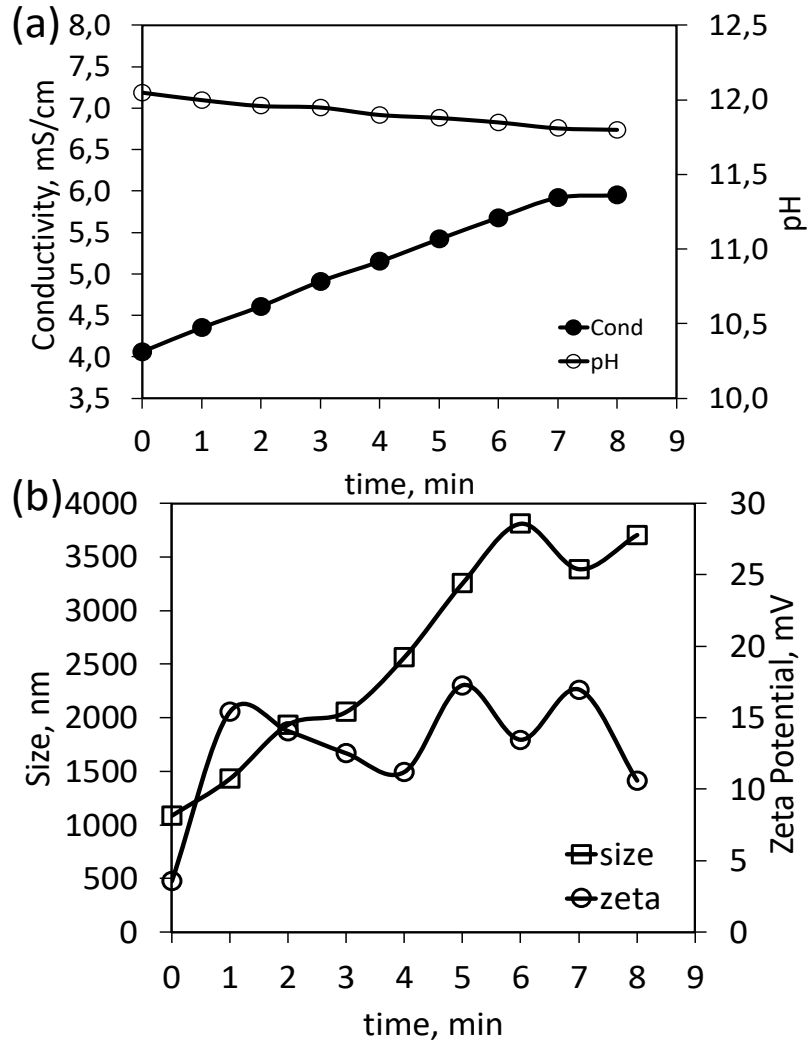 (a)
8,0
7,5
7,0
6,5
6,0
5,5
5,0
4,5
4,0
3,5
Conductivity, mS/cm
12,5
12,0
11,5
11,0
10,5
10,0
pH
Cond
pH
0 1 2 3 4 5 6 7 8 9
time, min
(b)
4000
3500
3000
2500
2000
1500
1000
500
0
Size, nm
30
25
20
15
10
5
0
Zeta Potential, mV
size
zeta
0 1 2 3 4 5 6 7 8 9
time, min